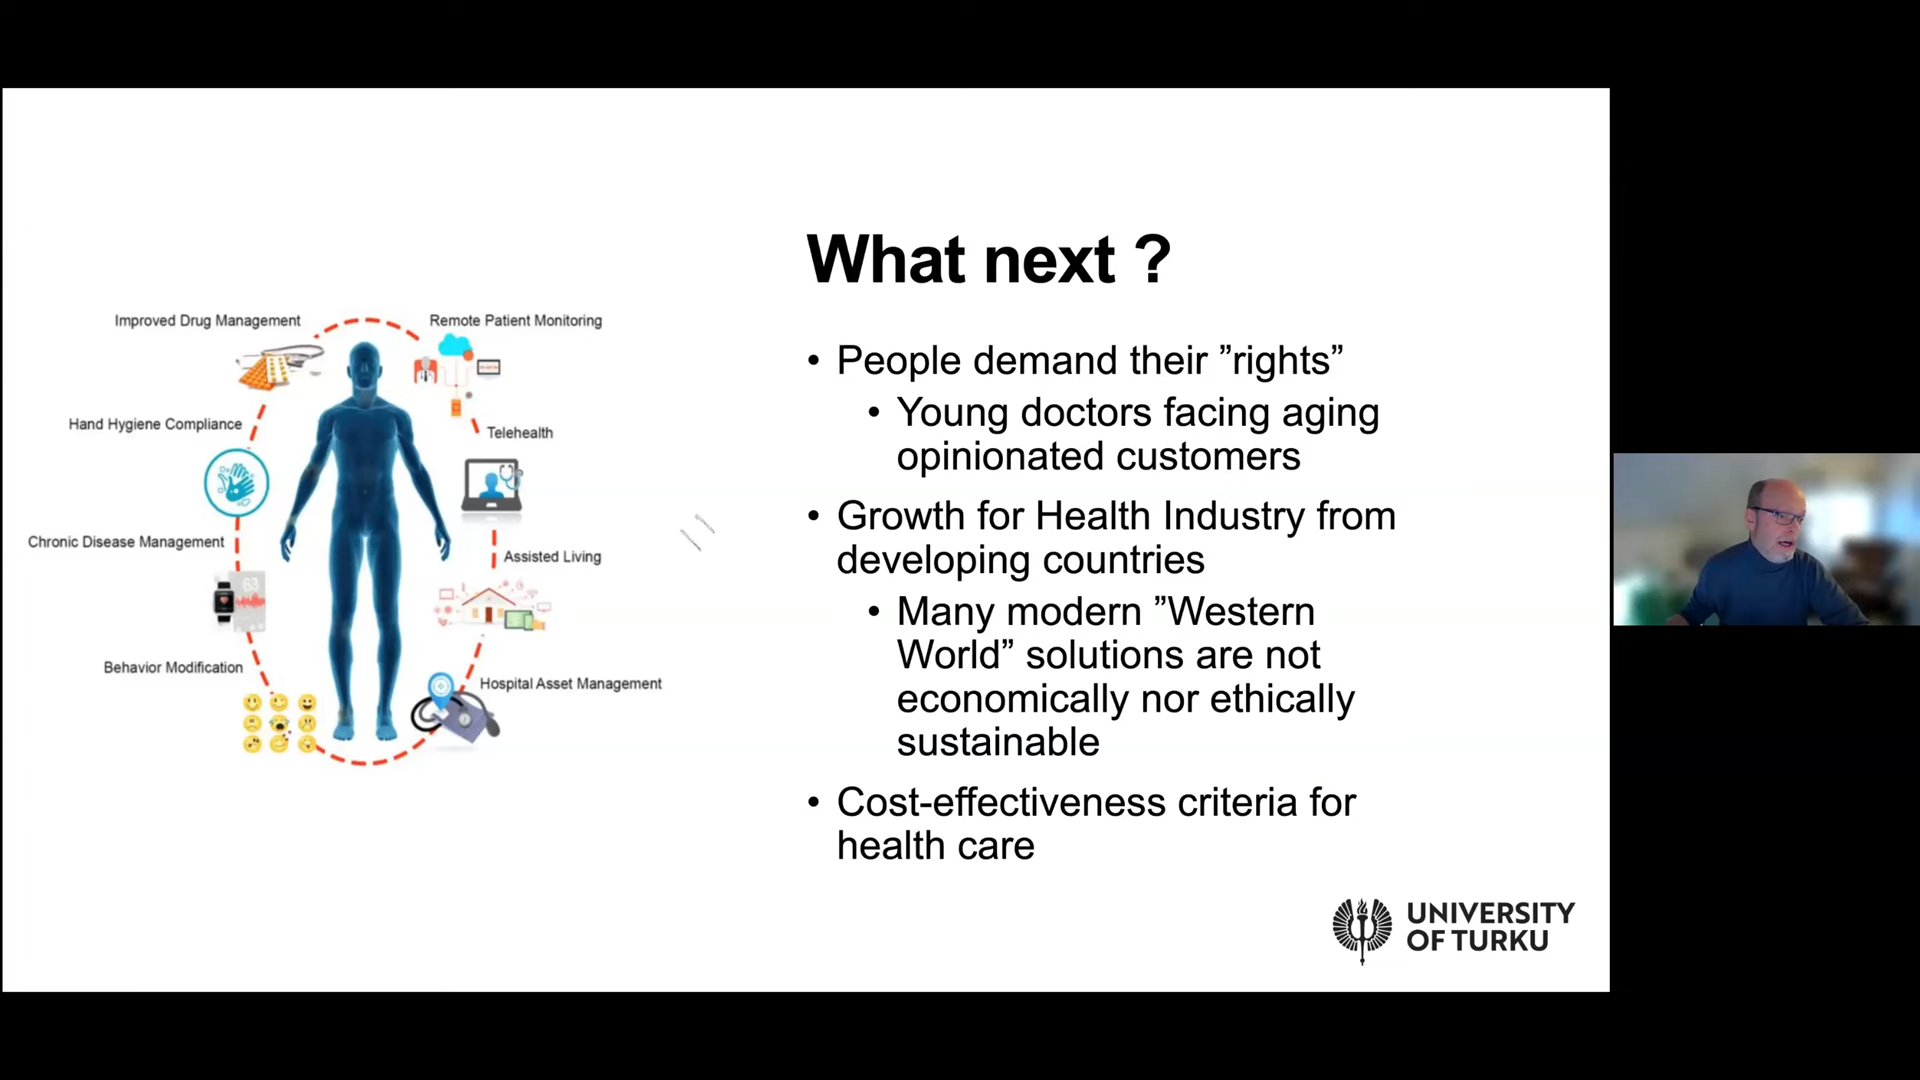 What next ?
• People demand their ”rights”
• Young doctors facing aging
opinionated customers
• Growth for Health Industry from
developing countries
• Many modern ”Western
World” solutions are not
economically nor ethically
sustainable
• Cost-effectiveness criteria for
health care
Improved Drug Management
Remote Patient Monitoring
Hand Hygiene Compliance
Telehealth
Chronic Disease Management
Assisted Living
63
Behavior Modification
Hospital Asset Management
UNIVERSITY
OF TURKU